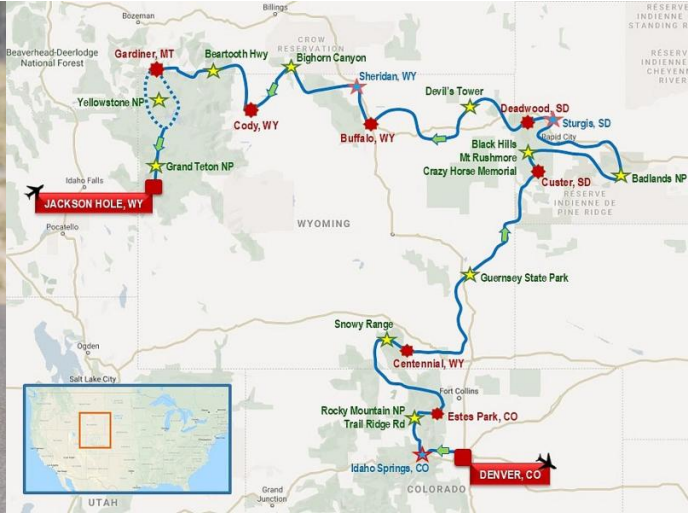 Bozeman
Billings
Beaverhead-Deerlodge
National Forest
Gardiner, MT
Beartooth Hwy
CROW
RESERVATION
Bighorn Canyon
RÉSERVE
INDIENNE DE
STANDING R
Sheridan, WY
RÉSERV
INDIENNE
CHEYENN
RIVER
Yellowstone NP
Cody, WY
Devil's Tower
Deadwood, SD
Sturgis, SD
Buffalo, WY
Rapid City
Black Hills
Mt Rushmore
Crazy Horse Memorial
Grand Teton NP
Idaho Falls
Custer, SD
Badlands NP
JACKSON HOLE, WY
RÉSERVE
INDIENNE DE
PINE RIDGE
Pocatello
WYOMING
Guernsey State Park
Snowy Range
Ogden
Centennial, WY
Salt Lake City
Fort Collins
Rocky Mountain NP
Trail Ridge Rd
Estes Park, CO
Idaho Springs, CO
DENVER, CO
Grand
Junction
COLORADO
UTAH